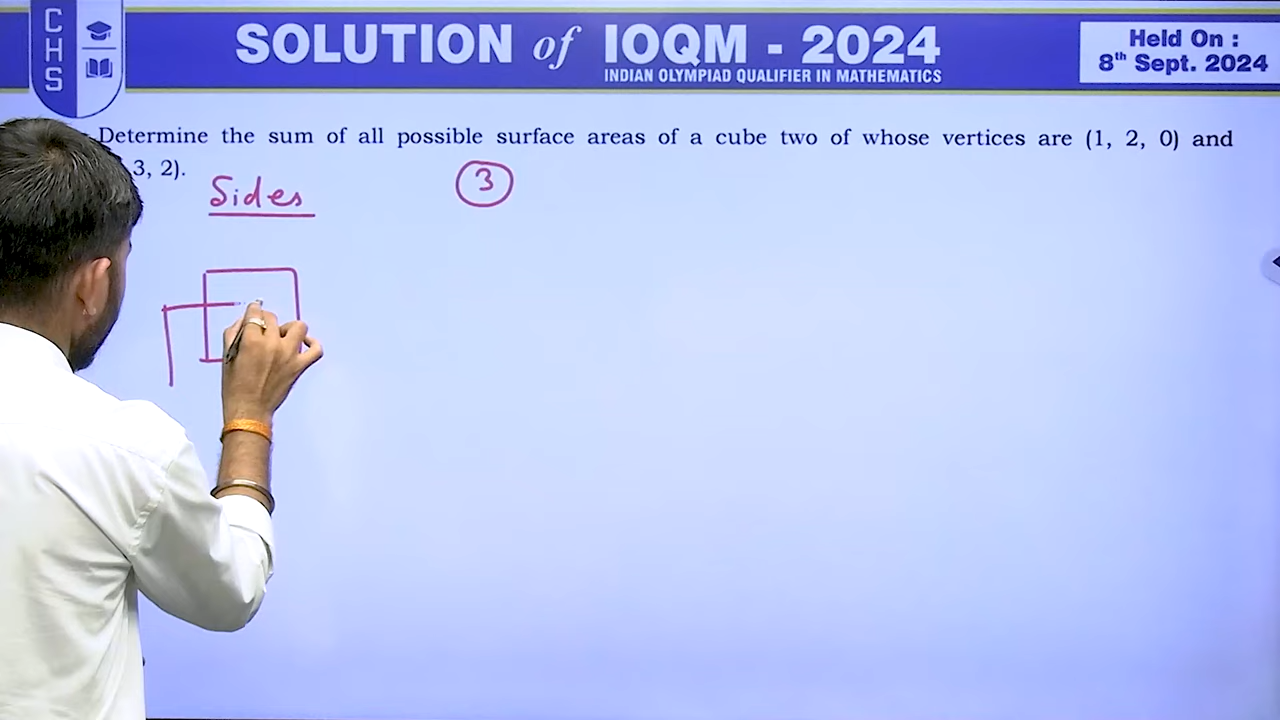 CHS
SOLUTION of IOQM - 2024
INDIAN OLYMPIAD QUALIFIER IN MATHEMATICS
Held On :
8th Sept. 2024
Determine the sum of all possible surface areas of a cube two of whose vertices are (1, 2, 0) and
3, 2).
Sides
3